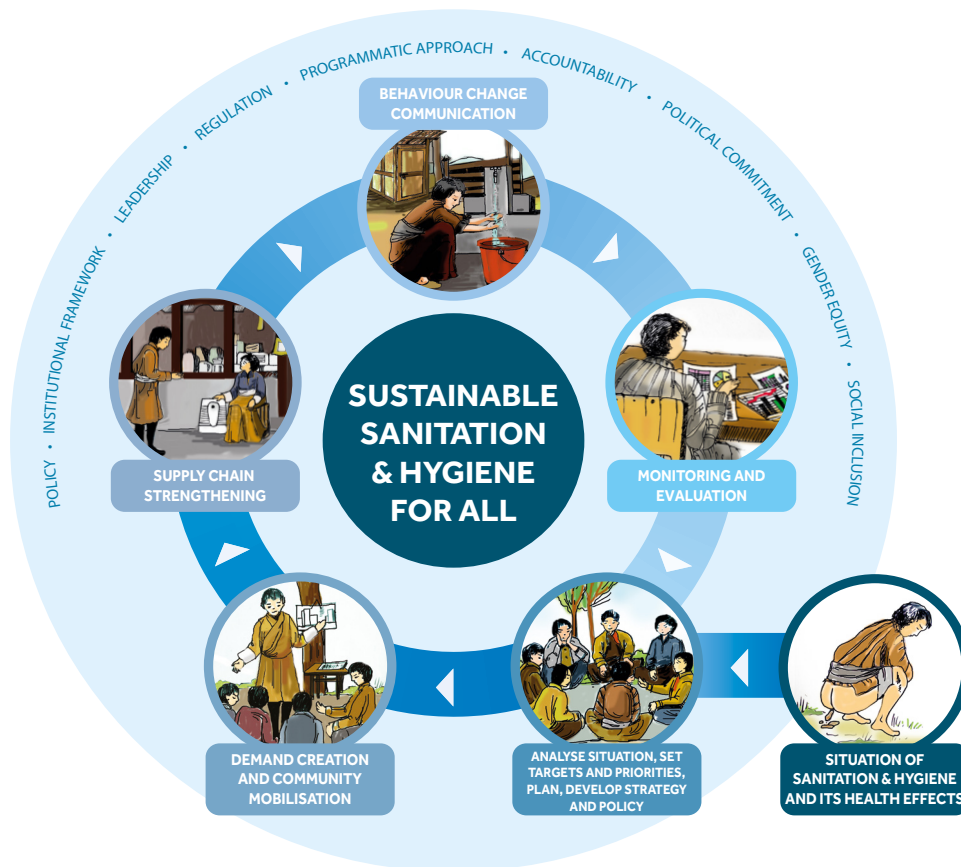 POLICY • INSTITUTIONAL FRAMEWORK • LEADERSHIP • REGULATION • PROGRAMMATIC APPROACH • ACCOUNTABILITY • POLITICAL COMMITMENT • GENDER EQUITY • SOCIAL INCLUSION
BEHAVIOUR CHANGE
COMMUNICATION
SUPPLY CHAIN
STRENGTHENING
SUSTAINABLE
SANITATION
& HYGIENE
FOR ALL
MONITORING AND
EVALUATION
DEMAND CREATION
AND COMMUNITY
MOBILISATION
ANALYSE SITUATION, SET
TARGETS AND PRIORITIES,
PLAN, DEVELOP STRATEGY
AND POLICY
SITUATION OF
SANITATION & HYGIENE
AND ITS HEALTH EFFECTS